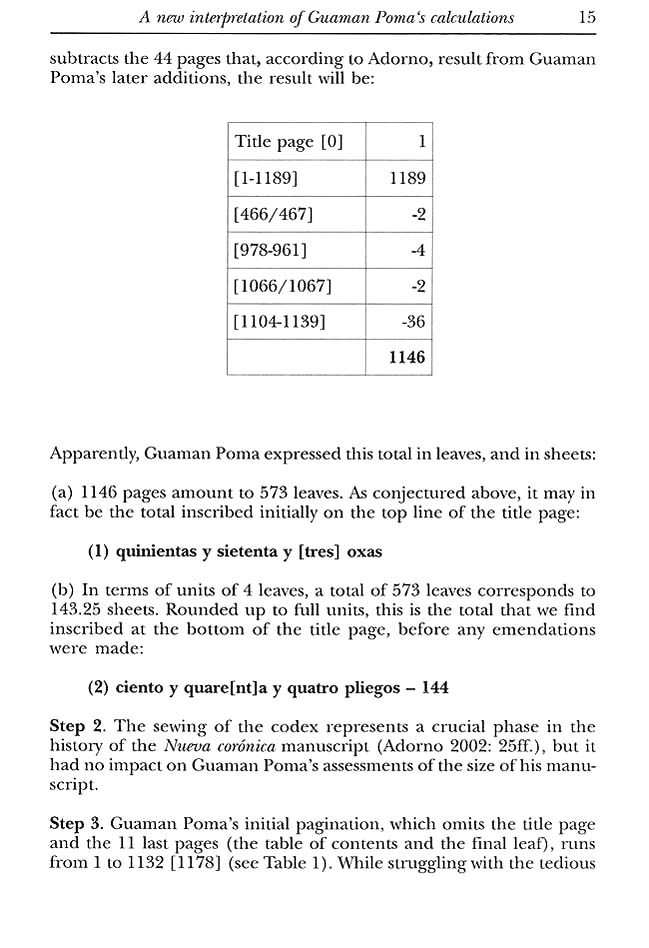 A new interpretation of Guaman Poma‘s calculations 15
subtracts the 44 pages that, according to Adorno, result from Guaman
Poma’s later additions, the result will be:
Title page [0] 1
[1-1189] 1189
[466/467] -2
[978-961] -4
[1066/1067] -2
[1104-1139] -36
1146
Apparently, Guaman Poma expressed this total in leaves, and in sheets:
(a) 1146 pages amount to 573 leaves. As conjectured above, it may in
fact be the total inscribed initially on the top line of the title page:
(1) quinientas y sietenta y [tres] oxas
(b) In terms of units of 4 leaves, a total of 573 leaves corresponds to
143.25 sheets. Rounded up to full units, this is the total that we find
inscribed at the bottom of the title page, before any emendations
were made:
(2) ciento y quare[nt]a y quatro pliegos – 144
Step 2. The sewing of the codex represents a crucial phase in the
history of the Nueva corónica manuscript (Adorno 2002: 25ff.), but it
had no impact on Guaman Poma’s assessments of the size of his manu-
script.
Step 3. Guaman Poma’s initial pagination, which omits the title page
and the 11 last pages (the table of contents and the final leaf), runs
from 1 to 1132 [1178] (see Table 1). While struggling with the tedious